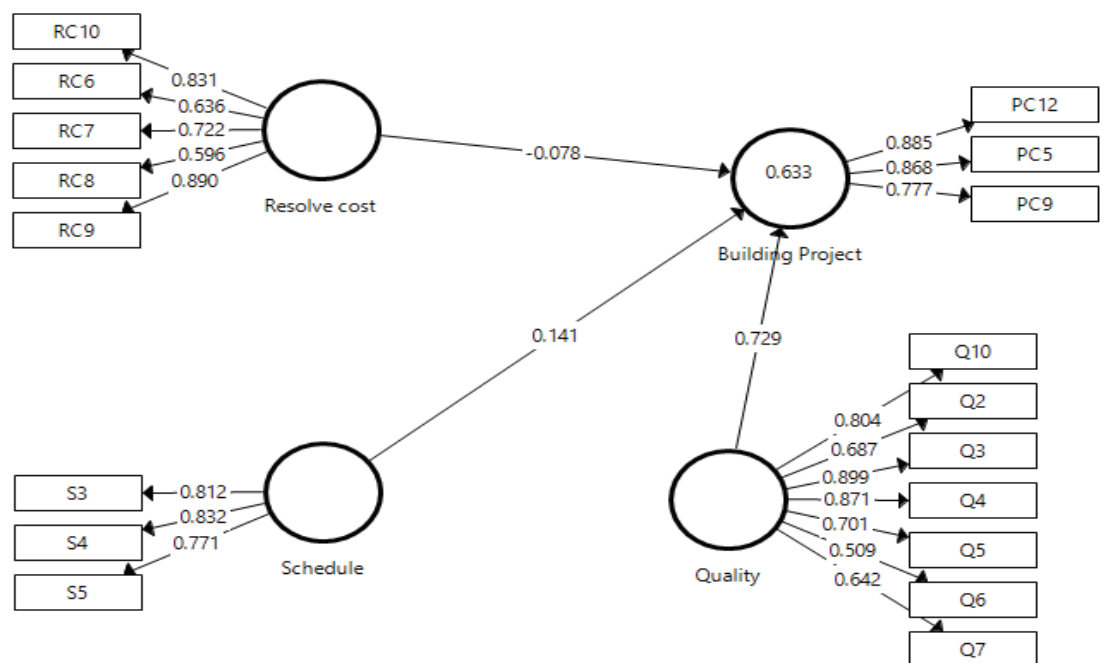 RC10
RC6
RC7
RC8
RC9
0.831
0.636
0.722
0.596
0.890
Resolve cost
-0.078
0.633
Building Project
0.885
0.868
0.777
PC12
PC5
PC9
0.141
0.729
S3
S4
S5
0.812
0.832
0.771
Schedule
Quality
0.804
0.687
0.899
0.871
0.701
0.509
0.642
Q10
Q2
Q3
Q4
Q5
Q6
Q7